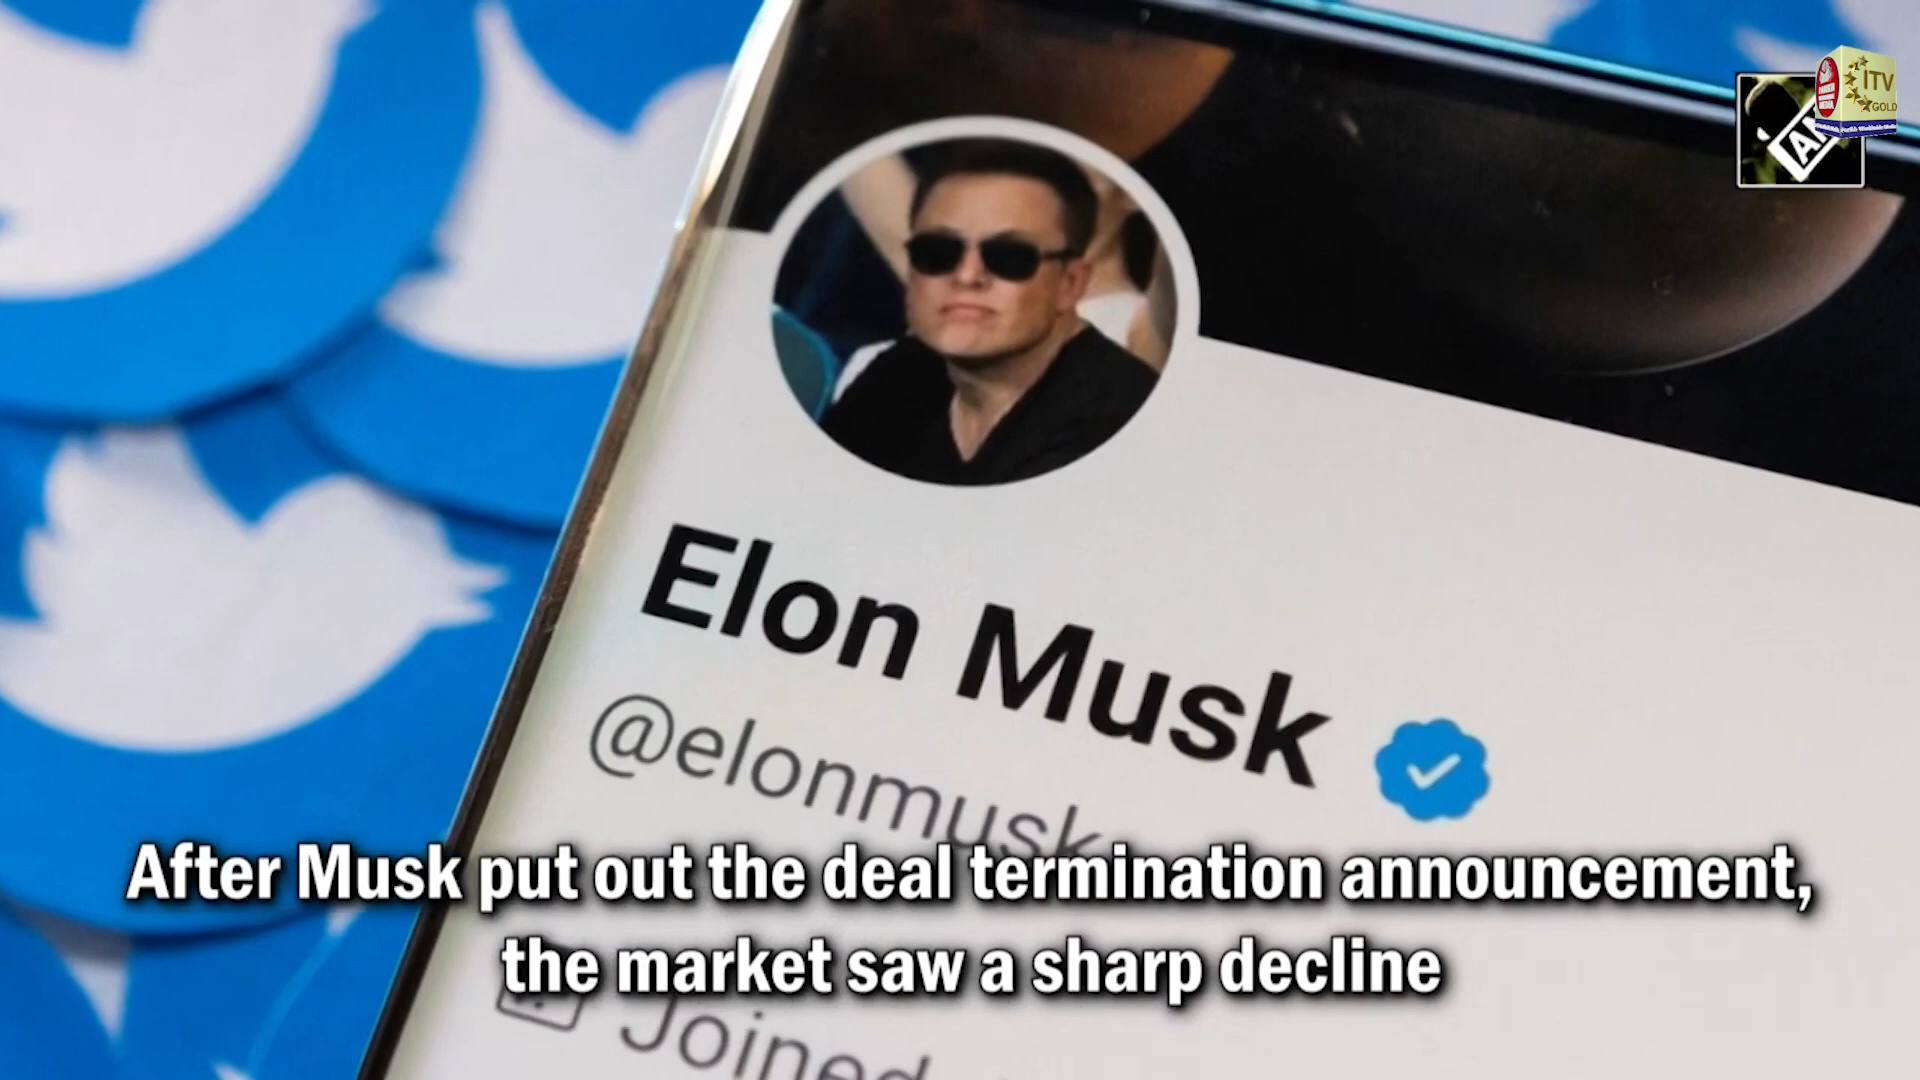 ITV
GOLD
Elon Musk
@elonmusk
After Musk put out the deal termination announcement,
the market saw a sharp decline
Joined